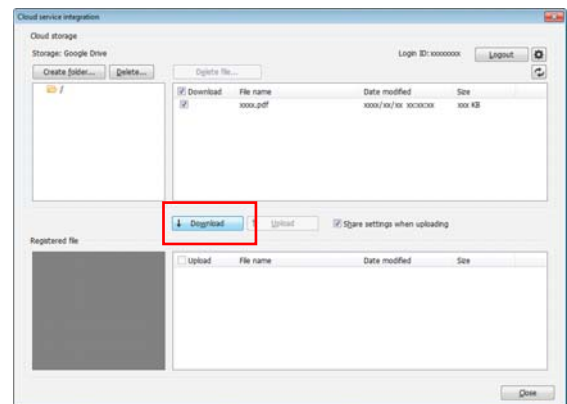 Cloud service integration
Cloud storage
Storage: Google Drive
Login ID: xxxxxxxx
Logout
Create folder...
Delete...
Delete file...
/
Download File name Date modified Size
xxxx.pdf xxxx/xx/xx xx:xx:xx xxx KB
Download
Upload
Share settings when uploading
Registered file
Upload File name Date modified Size
Close